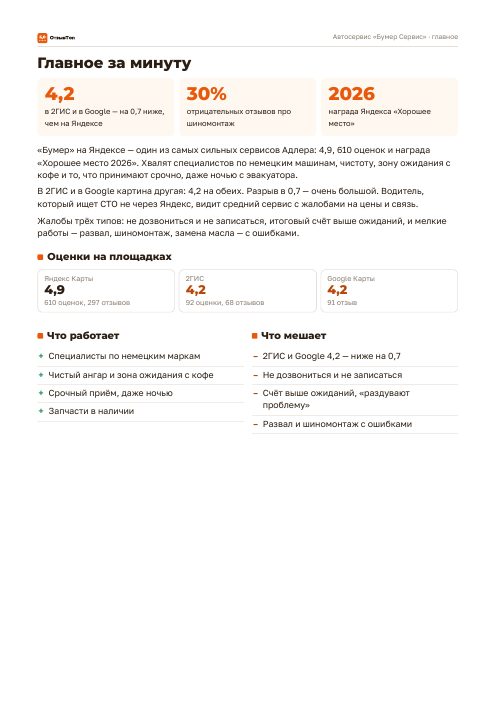 ОтзывТоп
Автосервис «Бумер Сервис» · главное
Главное за минуту
4,2
в 2ГИС и в Google — на 0,7 ниже,
чем на Яндексе
30%
отрицательных отзывов про
шиномонтаж
2026
награда Яндекса «Хорошее
место»
«Бумер» на Яндексе — один из самых сильных сервисов Адлера: 4,9, 610 оценок и награда
«Хорошее место 2026». Хвалят специалистов по немецким машинам, чистоту, зону ожидания с
кофе и то, что принимают срочно, даже ночью с эвакуатора.
В 2ГИС и в Google картина другая: 4,2 на обеих. Разрыв в 0,7 — очень большой. Водитель,
который ищет СТО не через Яндекс, видит средний сервис с жалобами на цены и связь.
Жалобы трёх типов: не дозвониться и не записаться, итоговый счёт выше ожиданий, и мелкие
работы — развал, шиномонтаж, замена масла — с ошибками.
Оценки на площадках
Яндекс Карты
4,9
610 оценок, 297 отзывов
2ГИС
4,2
92 оценки, 68 отзывов
Google Карты
4,2
91 отзыв
Что работает
+ Специалисты по немецким маркам
+ Чистый ангар и зона ожидания с кофе
+ Срочный приём, даже ночью
+ Запчасти в наличии
Что мешает
– 2ГИС и Google 4,2 — ниже на 0,7
– Не дозвониться и не записаться
– Счёт выше ожиданий, «раздувают
проблему»
– Развал и шиномонтаж с ошибками